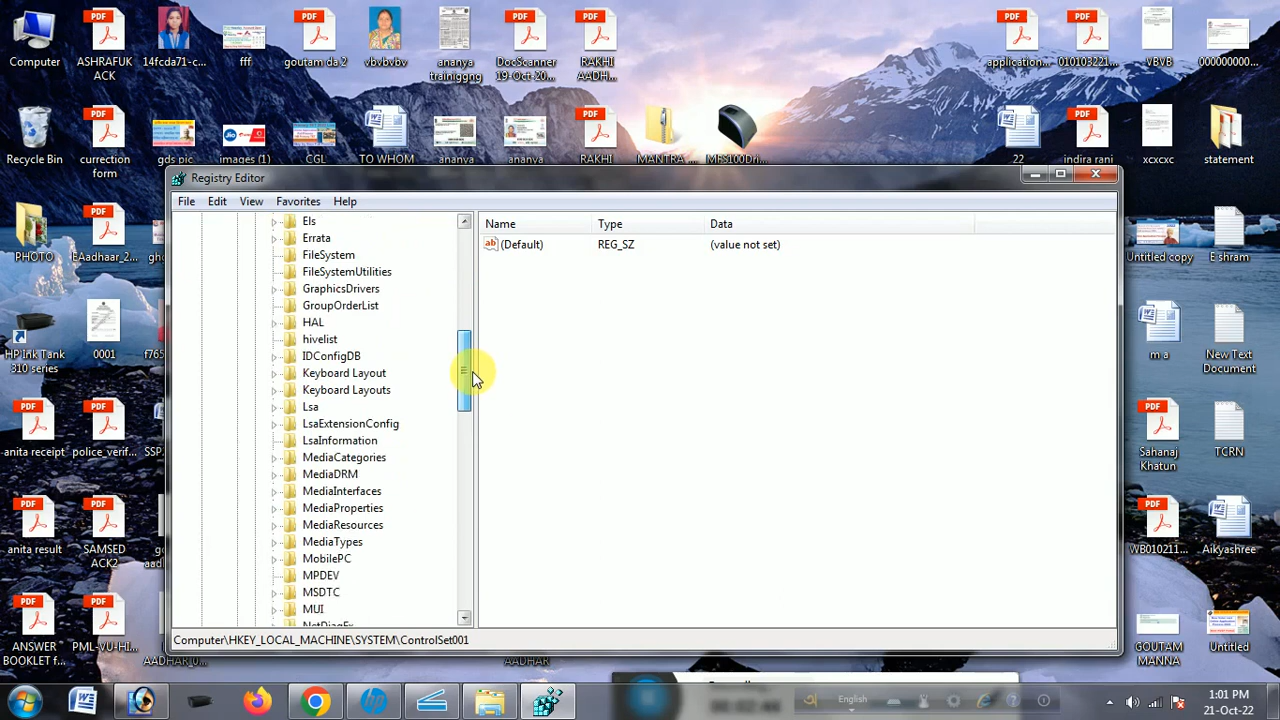 Computer
ASHRAFUK
ACK
14fcda71-c...
fff
goutam da 2
vbvbvbv
ananya
trainiggng
DocScanner
19-Oct-20...
RAKHI
AADH...
application...
010103221...
VBVB
000000000...
Recycle Bin
currection
form
gds pic
images (1)
CGL
TO WHOM
ananya
ananya
RAKHI
MANTRA
22
indira rani
xcxcxc
statement
PHOTO
EAadhaar_2...
Untitled copy
E shram
HP Ink Tank
310 series
0001
m a
New Text
Document
anita receipt
police_verif...
Sahanaj
Khatun
TCRN
anita result
SAMSED
ACK2
WB010211...
Aikyashree
ANSWER
BOOKLET f...
PML-VU-HI...
AADHAR
GOUTAM
MANNA
Untitled
Registry Editor
File Edit View Favorites Help
Name Type Data
(Default) REG_SZ (value not set)
Els
Errata
FileSystem
FileSystemUtilities
GraphicsDrivers
GroupOrderList
HAL
hivelist
IDConfigDB
Keyboard Layout
Keyboard Layouts
Lsa
LsaExtensionConfig
LsaInformation
MediaCategories
MediaDRM
MediaInterfaces
MediaProperties
MediaResources
MediaTypes
MobilePC
MPDEV
MSDTC
MUI
Computer\HKEY_LOCAL_MACHINE\SYSTEM\ControlSet001
English
1:01 PM
21-Oct-22